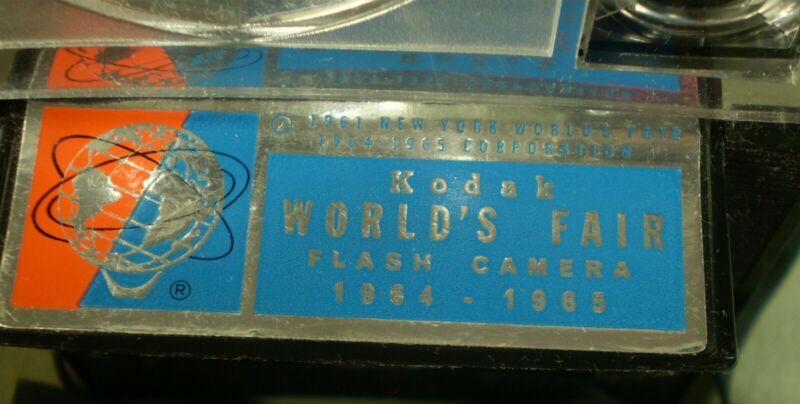 © 1961 NEW YORK WORLD'S FAIR
1964-1965 CORPORATION
Kodak
WORLD'S FAIR
FLASH CAMERA
1964 - 1965
®